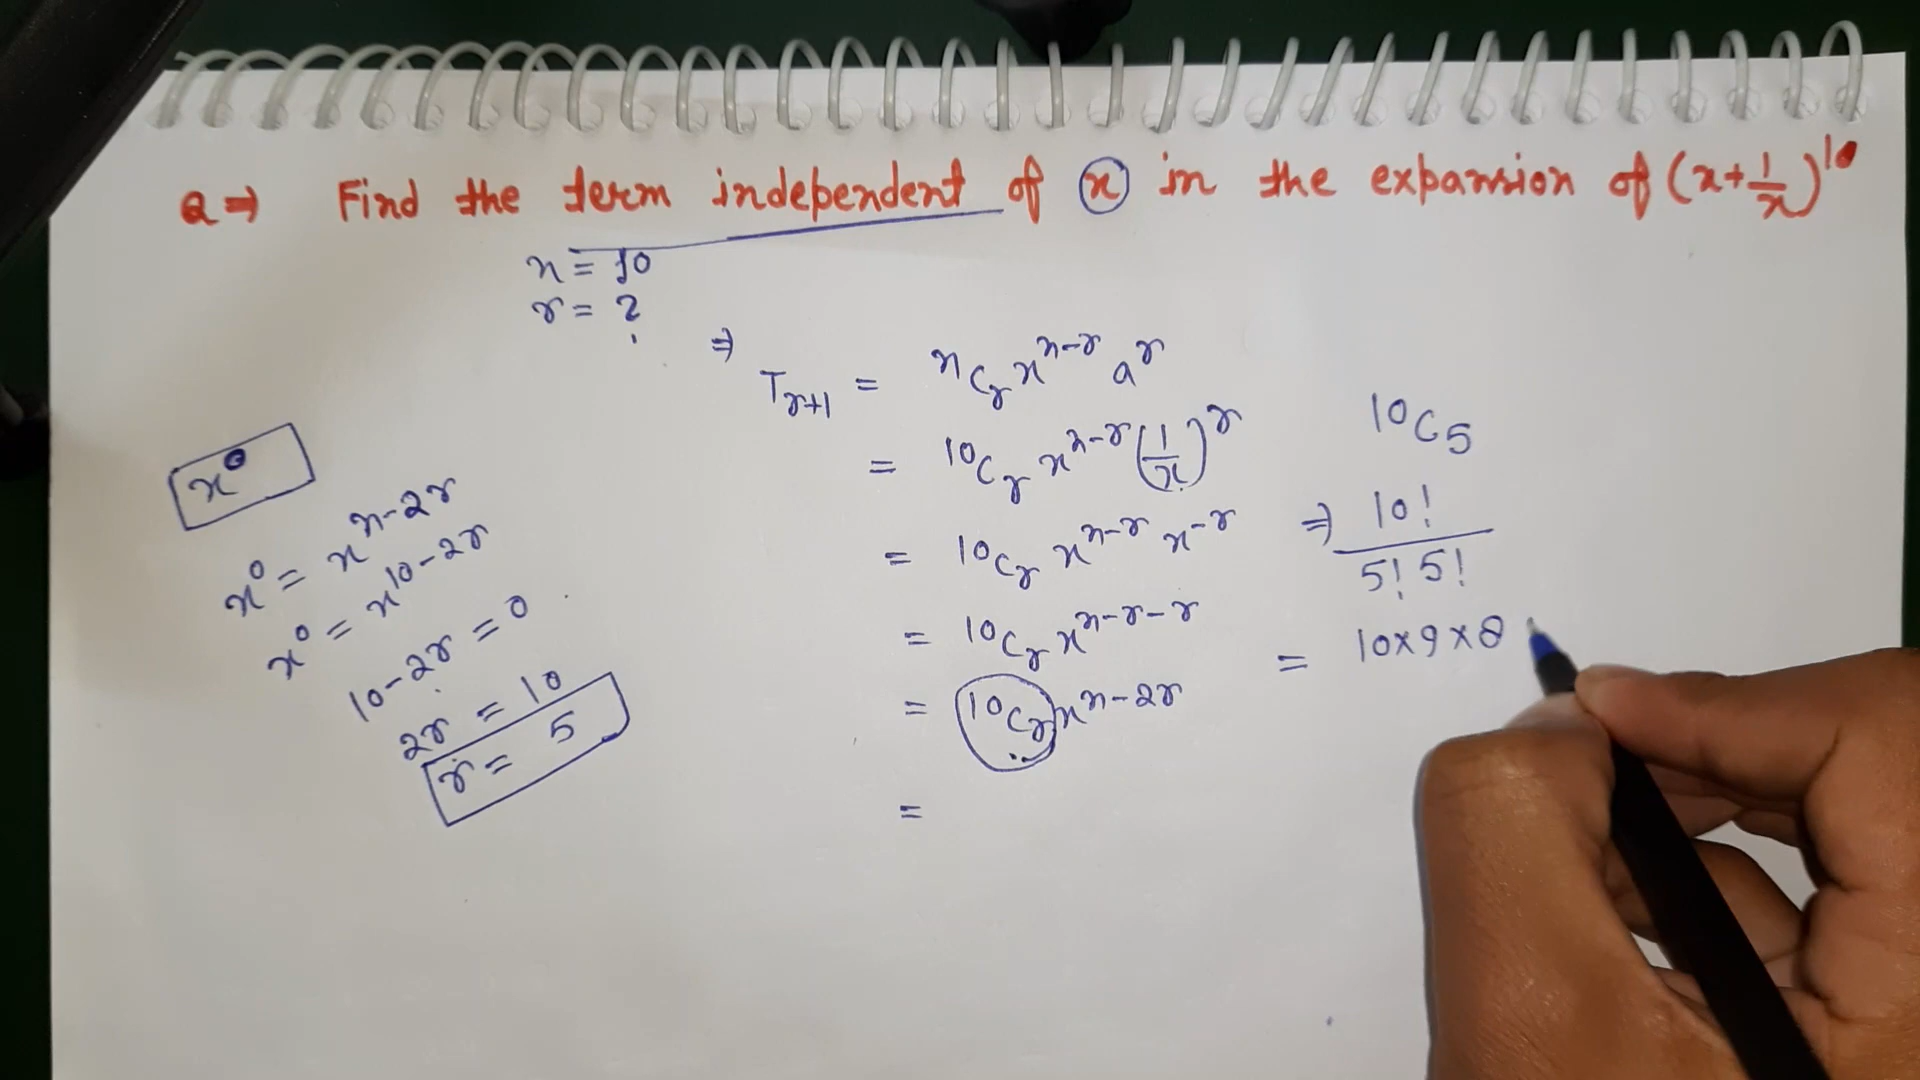 Q ⇒ Find the term independent of x in the expansion of (x+1/x)^10
n = 10
r = ?
⇒ T_{r+1} = ^nC_r x^{n-r} a^r
= ^10C_r x^{n-r} (1/x)^r
= ^10C_r x^{n-r} x^{-r}
= ^10C_r x^{n-r-r}
= ^10C_r x^{n-2r}
=
x^0
x^0 = x^{n-2r}
x^0 = x^{10-2r}
10-2r = 0
2r = 10
r = 5
^10C_5
⇒ 10! / 5! 5!
= 10×9×8